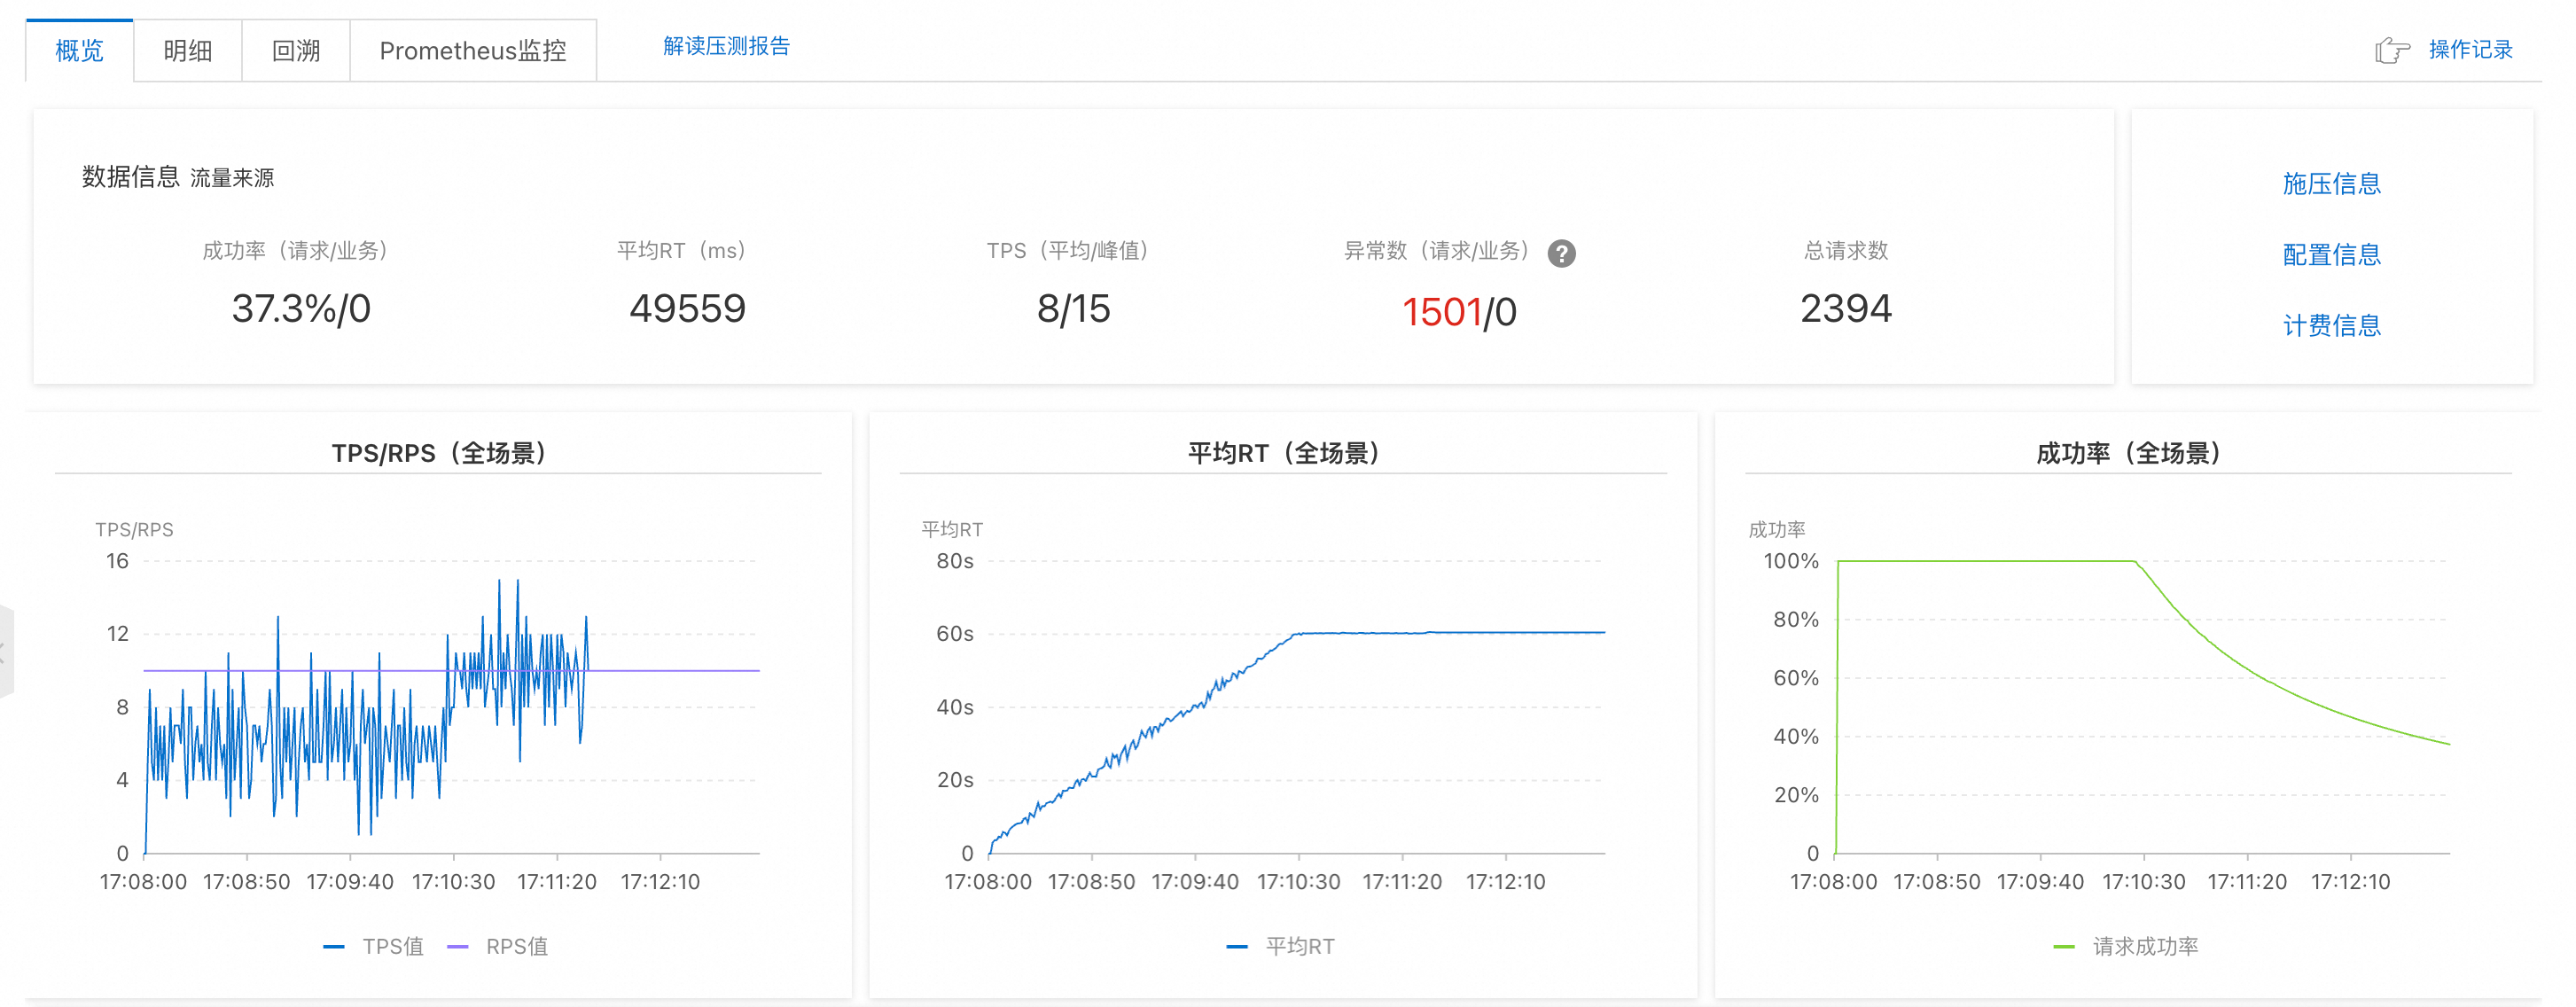 概览 明细 回溯 Prometheus监控 解读压测报告 操作记录
数据信息 流量来源
成功率（请求/业务） 平均RT（ms） TPS（平均/峰值） 异常数（请求/业务） ? 总请求数
37.3%/0 49559 8/15 1501/0 2394
施压信息
配置信息
计费信息
TPS/RPS（全场景）
TPS/RPS
16
12
8
4
0
17:08:00 17:08:50 17:09:40 17:10:30 17:11:20 17:12:10
TPS值 RPS值
平均RT（全场景）
平均RT
80s
60s
40s
20s
0
17:08:00 17:08:50 17:09:40 17:10:30 17:11:20 17:12:10
平均RT
成功率（全场景）
成功率
100%
80%
60%
40%
20%
0
17:08:00 17:08:50 17:09:40 17:10:30 17:11:20 17:12:10
请求成功率